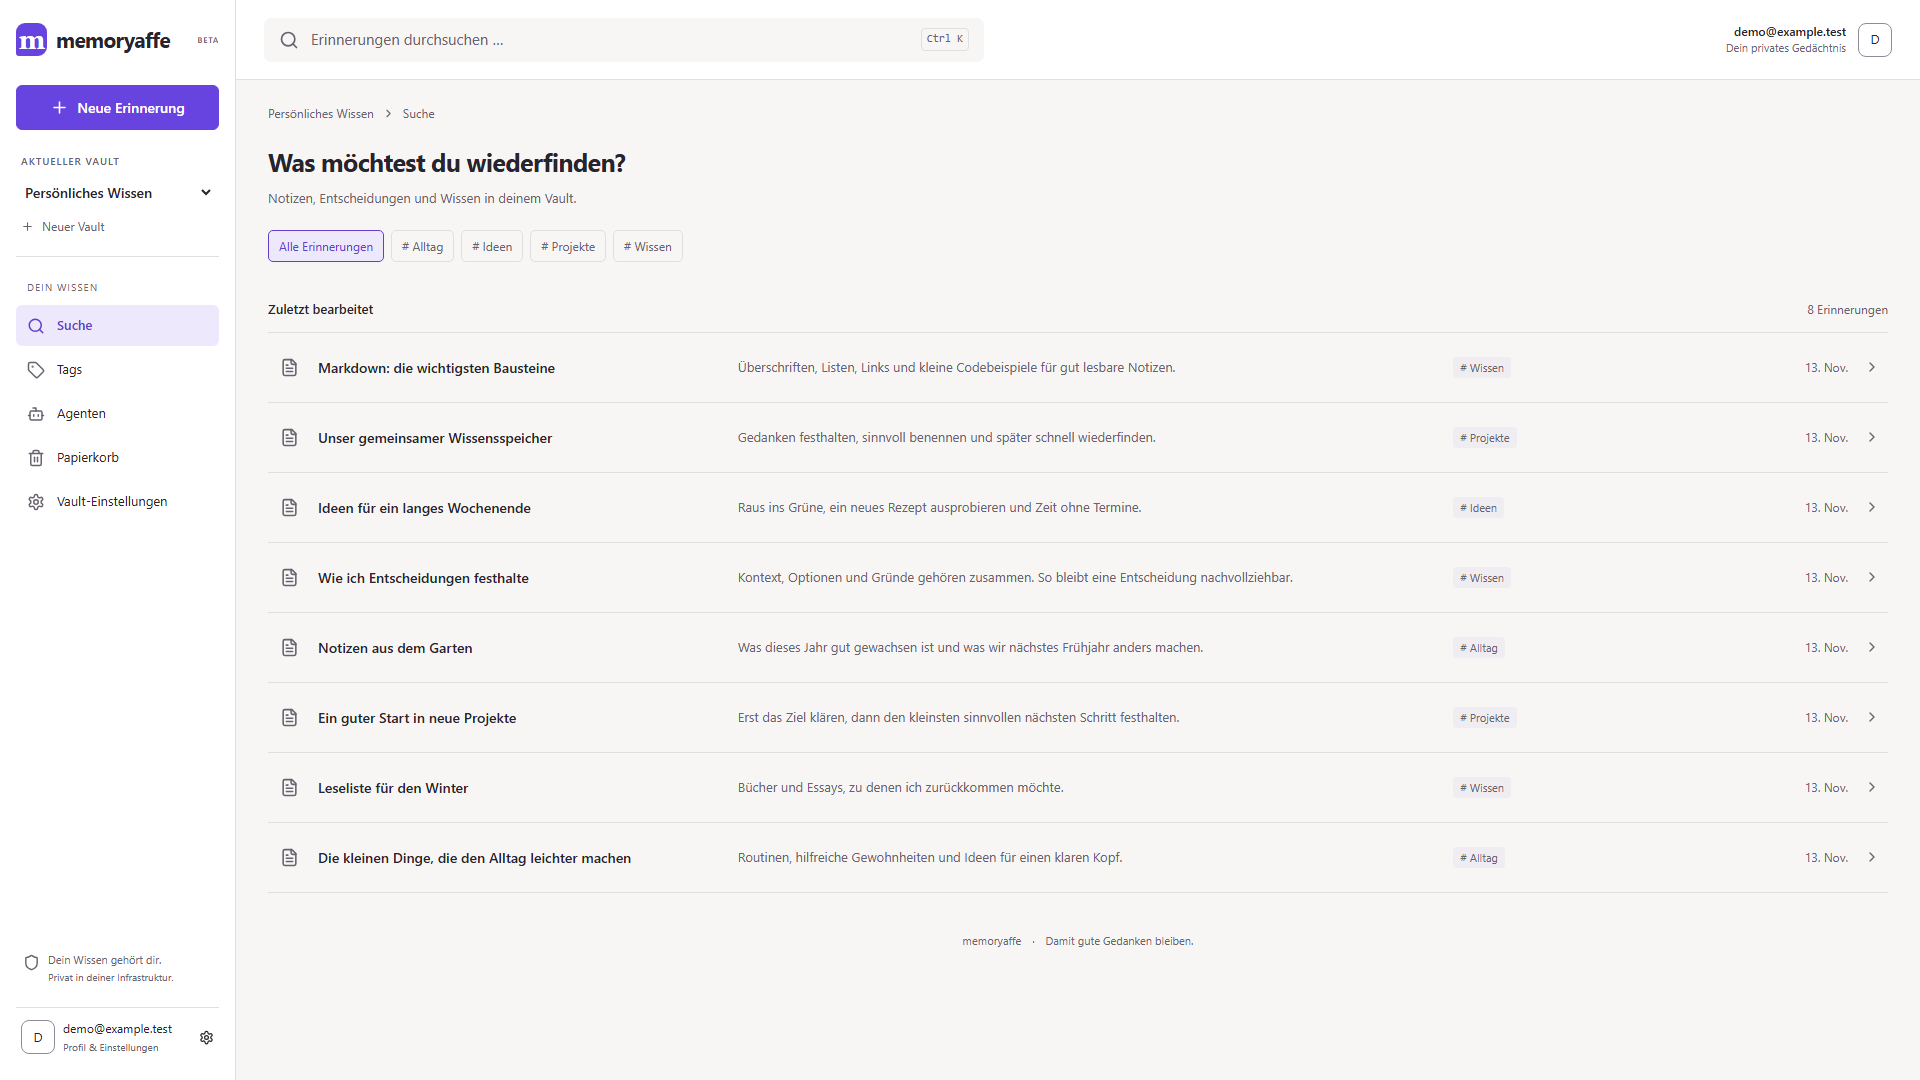 m memoryaffe BETA
Neue Erinnerung
AKTUELLER VAULT
Persönliches Wissen
Neuer Vault
DEIN WISSEN
Suche
Tags
Agenten
Papierkorb
Vault-Einstellungen
Dein Wissen gehört dir.
Privat in deiner Infrastruktur.
D
demo@example.test
Profil & Einstellungen
Erinnerungen durchsuchen ...
Ctrl K
demo@example.test
Dein privates Gedächtnis
D
Persönliches Wissen > Suche
Was möchtest du wiederfinden?
Notizen, Entscheidungen und Wissen in deinem Vault.
Alle Erinnerungen # Alltag # Ideen # Projekte # Wissen
Zuletzt bearbeitet 8 Erinnerungen
Markdown: die wichtigsten Bausteine Überschriften, Listen, Links und kleine Codebeispiele für gut lesbare Notizen. # Wissen 13. Nov.
Unser gemeinsamer Wissensspeicher Gedanken festhalten, sinnvoll benennen und später schnell wiederfinden. # Projekte 13. Nov.
Ideen für ein langes Wochenende Raus ins Grüne, ein neues Rezept ausprobieren und Zeit ohne Termine. # Ideen 13. Nov.
Wie ich Entscheidungen festhalte Kontext, Optionen und Gründe gehören zusammen. So bleibt eine Entscheidung nachvollziehbar. # Wissen 13. Nov.
Notizen aus dem Garten Was dieses Jahr gut gewachsen ist und was wir nächstes Frühjahr anders machen. # Alltag 13. Nov.
Ein guter Start in neue Projekte Erst das Ziel klären, dann den kleinsten sinnvollen nächsten Schritt festhalten. # Projekte 13. Nov.
Leseliste für den Winter Bücher und Essays, zu denen ich zurückkommen möchte. # Wissen 13. Nov.
Die kleinen Dinge, die den Alltag leichter machen Routinen, hilfreiche Gewohnheiten und Ideen für einen klaren Kopf. # Alltag 13. Nov.
memoryaffe · Damit gute Gedanken bleiben.